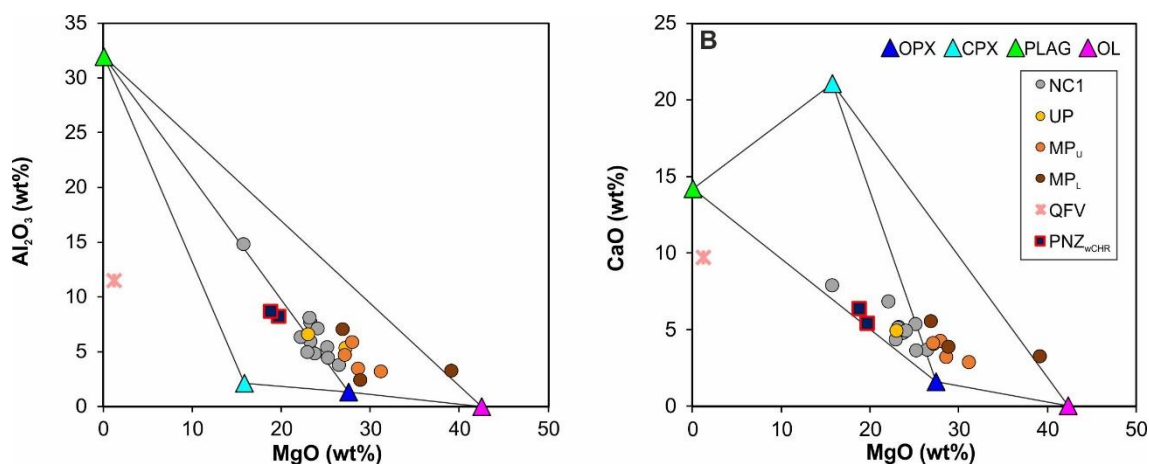 35
30
25
20
15
10
5
0
Al₂O₃ (wt%)
0 10 20 30 40 50
MgO (wt%)
25
20
15
10
5
0
CaO (wt%)
0 10 20 30 40 50
MgO (wt%)
B
OPX CPX PLAG OL
NC1
UP
MPU
MPL
QFV
PNZwCHR